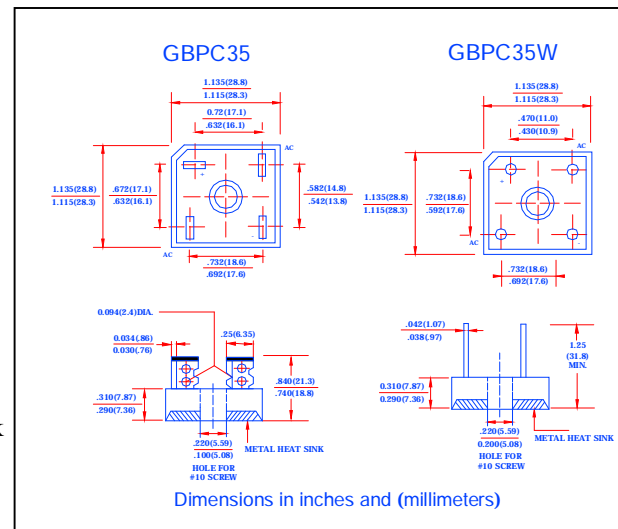 GBPC35
GBPC35W
1.135(28.8)
1.115(28.3)
0.72(17.1)
.632(16.1)
AC
+
1.135(28.8)
1.115(28.3)
.672(17.1)
.632(16.1)
.582(14.8)
.542(13.8)
AC
-
.732(18.6)
.692(17.6)
1.135(28.8)
1.115(28.3)
.470(11.0)
.430(10.9)
AC
+
1.135(28.8)
1.115(28.3)
.732(18.6)
.592(17.6)
AC
-
.732(18.6)
.692(17.6)
0.094(2.4)DIA.
0.034(.86)
0.030(.76)
.25(6.35)
.310(7.87)
.290(7.36)
.840(21.3)
.740(18.8)
.220(5.59)
.100(5.08)
METAL HEAT SINK
HOLE FOR
#10 SCREW
.042(1.07)
.038(.97)
1.25
(31.8)
MIN.
0.310(7.87)
0.290(7.36)
.220(5.59)
0.200(5.08)
METAL HEAT SINK
HOLE FOR
#10 SCREW
Dimensions in inches and (millimeters)